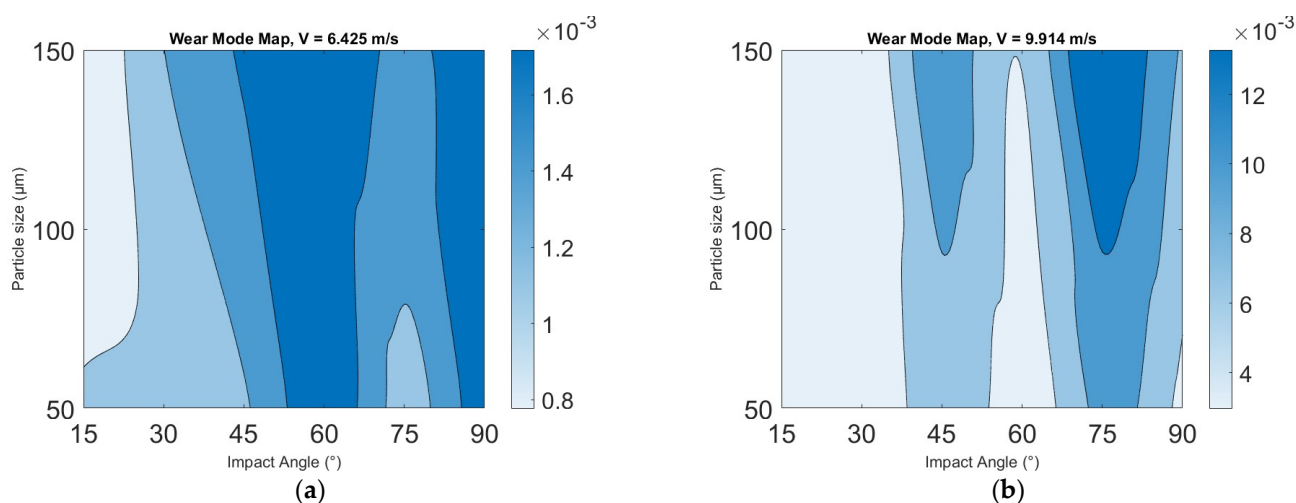 Wear Mode Map, V = 6.425 m/s
×10⁻³
150
100
50
Particle size (µm)
15 30 45 60 75 90
Impact Angle (°)
1.6
1.4
1.2
1
0.8
(a)
Wear Mode Map, V = 9.914 m/s
×10⁻³
150
100
50
Particle size (µm)
15 30 45 60 75 90
Impact Angle (°)
12
10
8
6
4
(b)